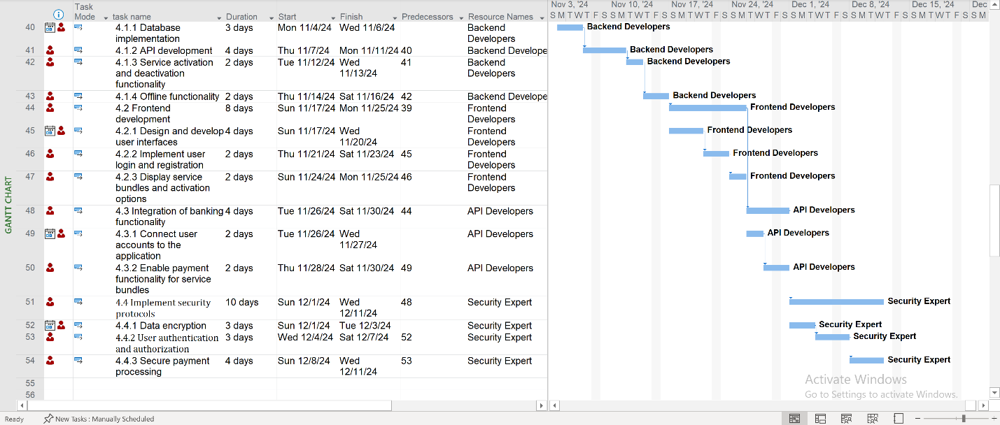 Nov 3, '24 Nov 10, '24 Nov 17, '24 Nov 24, '24 Dec 1, '24 Dec 8, '24 Dec 15, '24 Dec
Task
Mode task name Duration Start Finish Predecessors Resource Names
S M T W T F S S M T W T F S S M T W T F S S M T W T F S S M T W T F S S M T W T F S S M T W T F S S M
40 4.1.1 Database 3 days Mon 11/4/24 Wed 11/6/24 Backend Backend Developers
implementation Developers
41 4.1.2 API development 4 days Thu 11/7/24 Mon 11/11/24 40 Backend Develope Backend Developers
42 4.1.3 Service activation 2 days Tue 11/12/24 Wed 41 Backend Backend Developers
and deactivation 11/13/24 Developers
functionality
43 4.1.4 Offline functionality 2 days Thu 11/14/24 Sat 11/16/24 42 Backend Develope Backend Developers
44 4.2 Frontend 8 days Sun 11/17/24 Mon 11/25/24 39 Frontend Frontend Developers
development Developers
45 4.2.1 Design and develop 4 days Sun 11/17/24 Wed Frontend Frontend Developers
user interfaces 11/20/24 Developers
46 4.2.2 Implement user 2 days Thu 11/21/24 Sat 11/23/24 45 Frontend Frontend Developers
login and registration Developers
47 4.2.3 Display service 2 days Sun 11/24/24 Mon 11/25/24 46 Frontend Frontend Developers
bundles and activation Developers
options
GANTT CHART
48 4.3 Integration of banking 4 days Tue 11/26/24 Sat 11/30/24 44 API Developers API Developers
functionality
49 4.3.1 Connect user 2 days Tue 11/26/24 Wed API Developers API Developers
accounts to the 11/27/24
application
50 4.3.2 Enable payment 2 days Thu 11/28/24 Sat 11/30/24 49 API Developers API Developers
functionality for service
bundles
51 4.4 Implement security 10 days Sun 12/1/24 Wed 48 Security Expert Security Expert
protocols 12/11/24
52 4.4.1 Data encryption 3 days Sun 12/1/24 Tue 12/3/24 Security Expert Security Expert
53 4.4.2 User authentication 3 days Wed 12/4/24 Sat 12/7/24 52 Security Expert Security Expert
and authorization
54 4.4.3 Secure payment 4 days Sun 12/8/24 Wed 53 Security Expert Security Expert
processing 12/11/24
55
56
Activate Windows
Go to Settings to activate Windows.
Ready New Tasks : Manually Scheduled